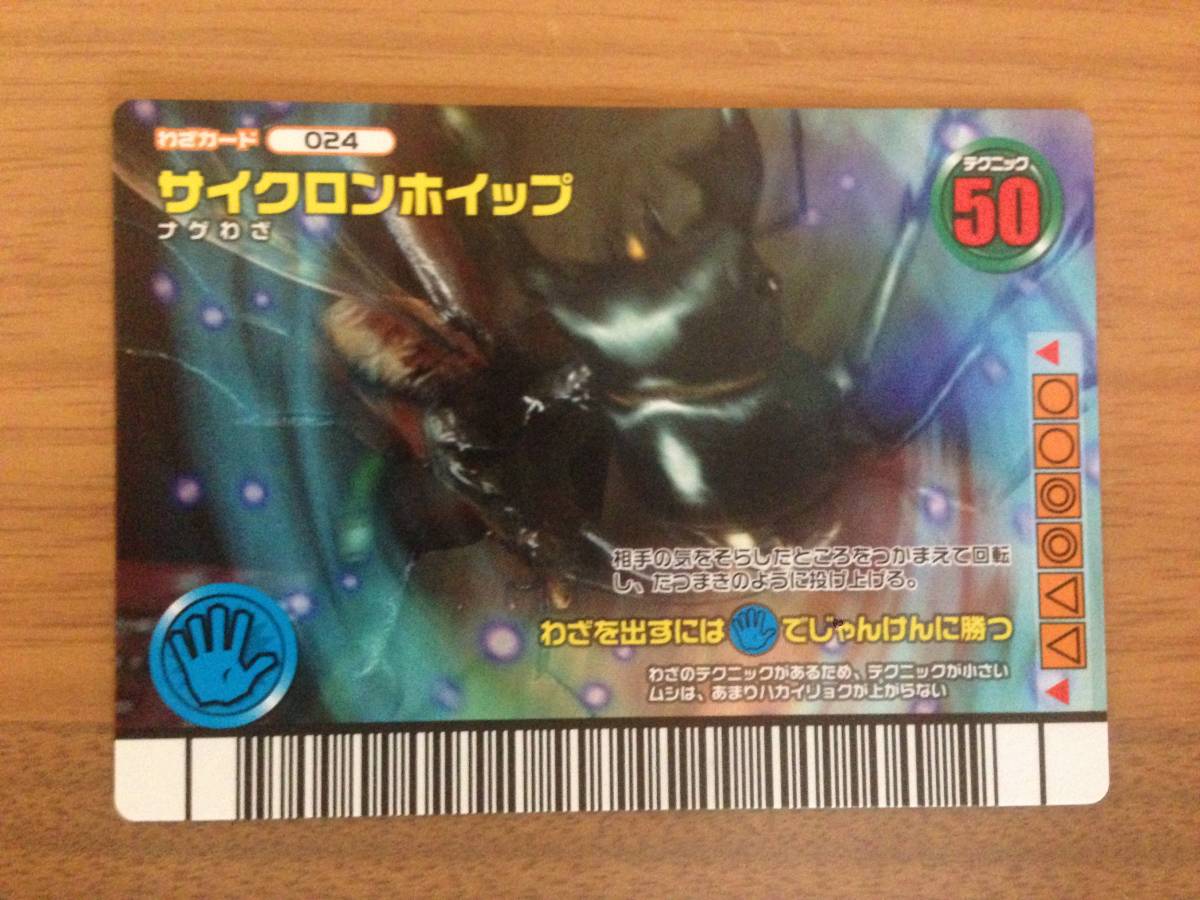 わざカード 024
サイクロンホイップ
ナゲわざ
テクニック
50
相手の気をそらしたところをつかまえて回転
し、たつまきのように投げ上げる。
わざを出すには でじゃんけんに勝つ
わざのテクニックがあるため、テクニックが小さい
ムシは、あまりハカイリョクが上がらない